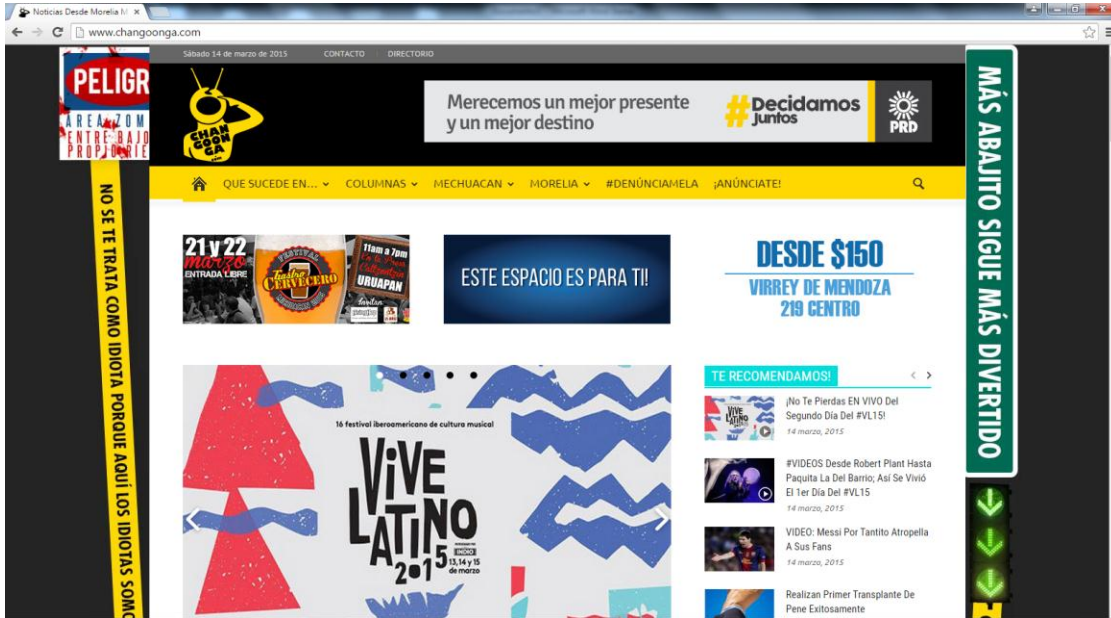 Noticias Desde Morelia M
www.changoonga.com
Sábado 14 de marzo de 2015
CONTACTO
DIRECTORIO
PELIGR
AREA ZOM
ENTRE BAJO
PROPIO RIE
CHAN
GOON
GA
.com
Merecemos un mejor presente
y un mejor destino
#Decidamos
Juntos
PRD
QUE SUCEDE EN...
COLUMNAS
MECHUACAN
MORELIA
#DENÚNCIAMELA
¡ANÚNCIATE!
NO SE TE TRATA COMO IDIOTA PORQUE AQUÍ LOS IDIOTAS SOMO
MÁS ABAJITO SIGUE MÁS DIVERTIDO
21 y 22
marzo
ENTRADA LIBRE
FESTIVAL
Gastro
CERVECERO
11am a 7pm
URUAPAN
Invitan
ESTE ESPACIO ES PARA TI!
DESDE $150
VIRREY DE MENDOZA
219 CENTRO
16 festival iberoamericano de cultura musical
ViVE
LATiNO
2015
INDIO
13,14 y 15
de marzo
TE RECOMENDAMOS!
ViVE
LATiNO
¡No Te Pierdas EN VIVO Del
Segundo Día Del #VL15!
14 marzo, 2015
#VIDEOS Desde Robert Plant Hasta
Paquita La Del Barrio; Así Se Vivió
El 1er Día Del #VL15
14 marzo, 2015
VIDEO: Messi Por Tantito Atropella
A Sus Fans
14 marzo, 2015
Realizan Primer Transplante De
Pene Exitosamente